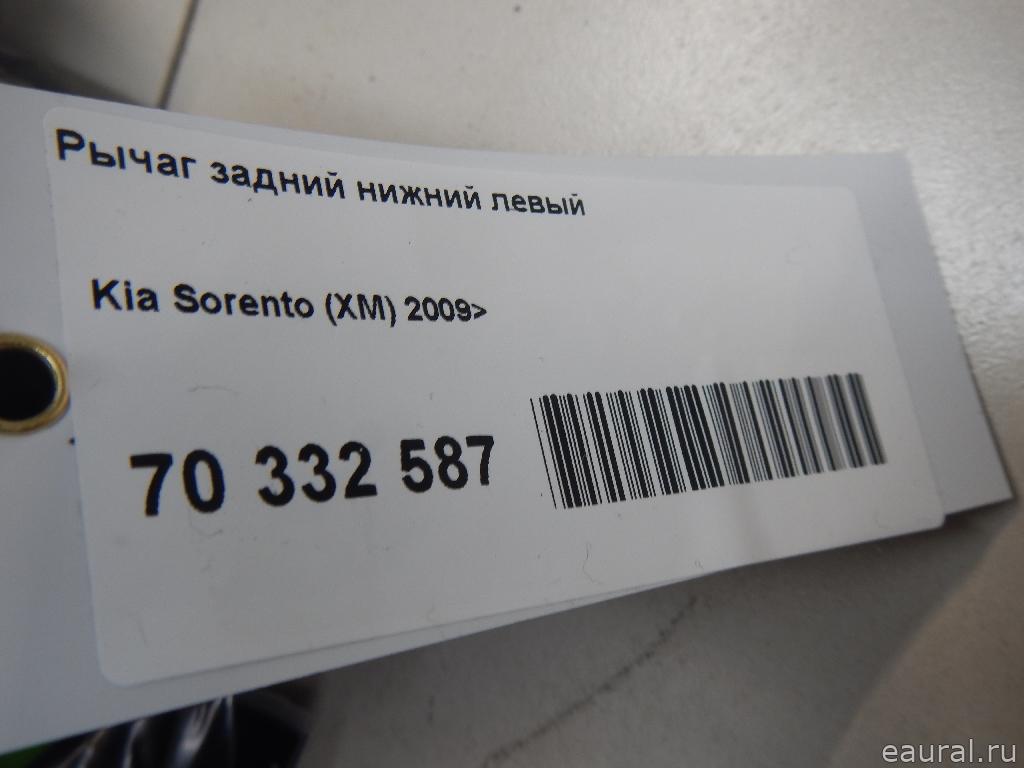 Рычаг задний нижний левый
Kia Sorento (XM) 2009>
70 332 587
eaural.ru